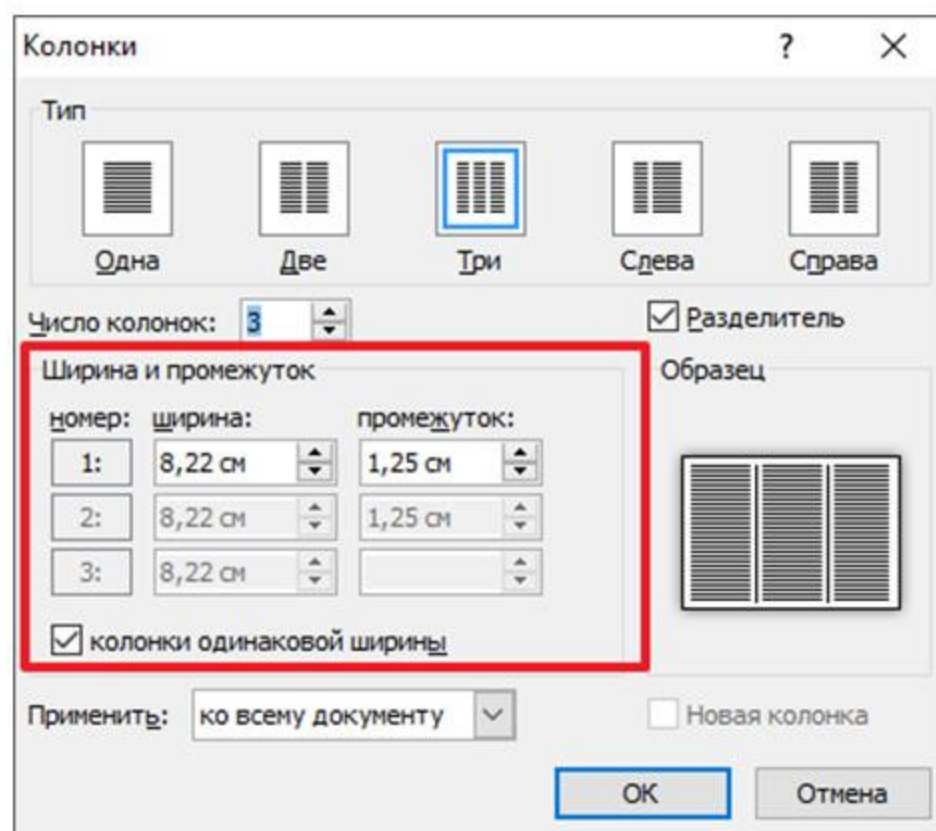 Колонки ? ×
Тип
Одна Две Три Слева Справа
Число колонок: 3 Разделитель
Ширина и промежуток Образец
номер: ширина: промежуток:
1: 8,22 см 1,25 см
2: 8,22 см 1,25 см
3: 8,22 см
колонки одинаковой ширины
Применить: ко всему документу Новая колонка
ОК Отмена